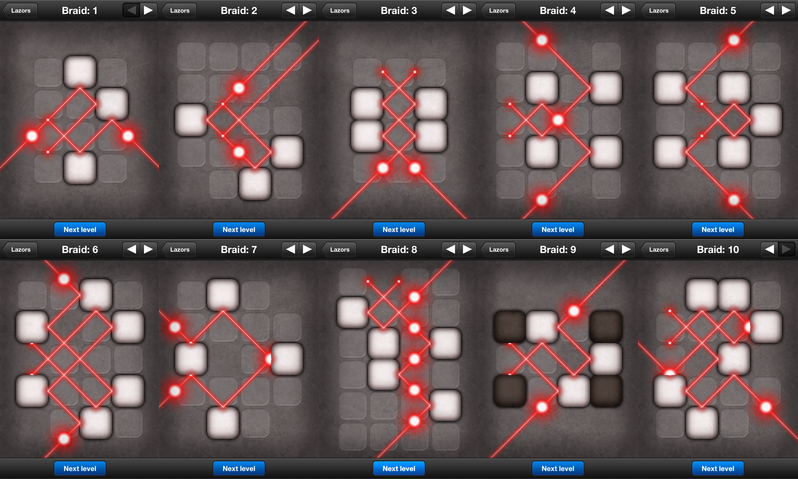 Lazors Braid: 1
Lazors Braid: 2
Lazors Braid: 3
Lazors Braid: 4
Lazors Braid: 5
Next level Next level Next level Next level Next level
Lazors Braid: 6
Lazors Braid: 7
Lazors Braid: 8
Lazors Braid: 9
Lazors Braid: 10
Next level Next level Next level Next level Next level